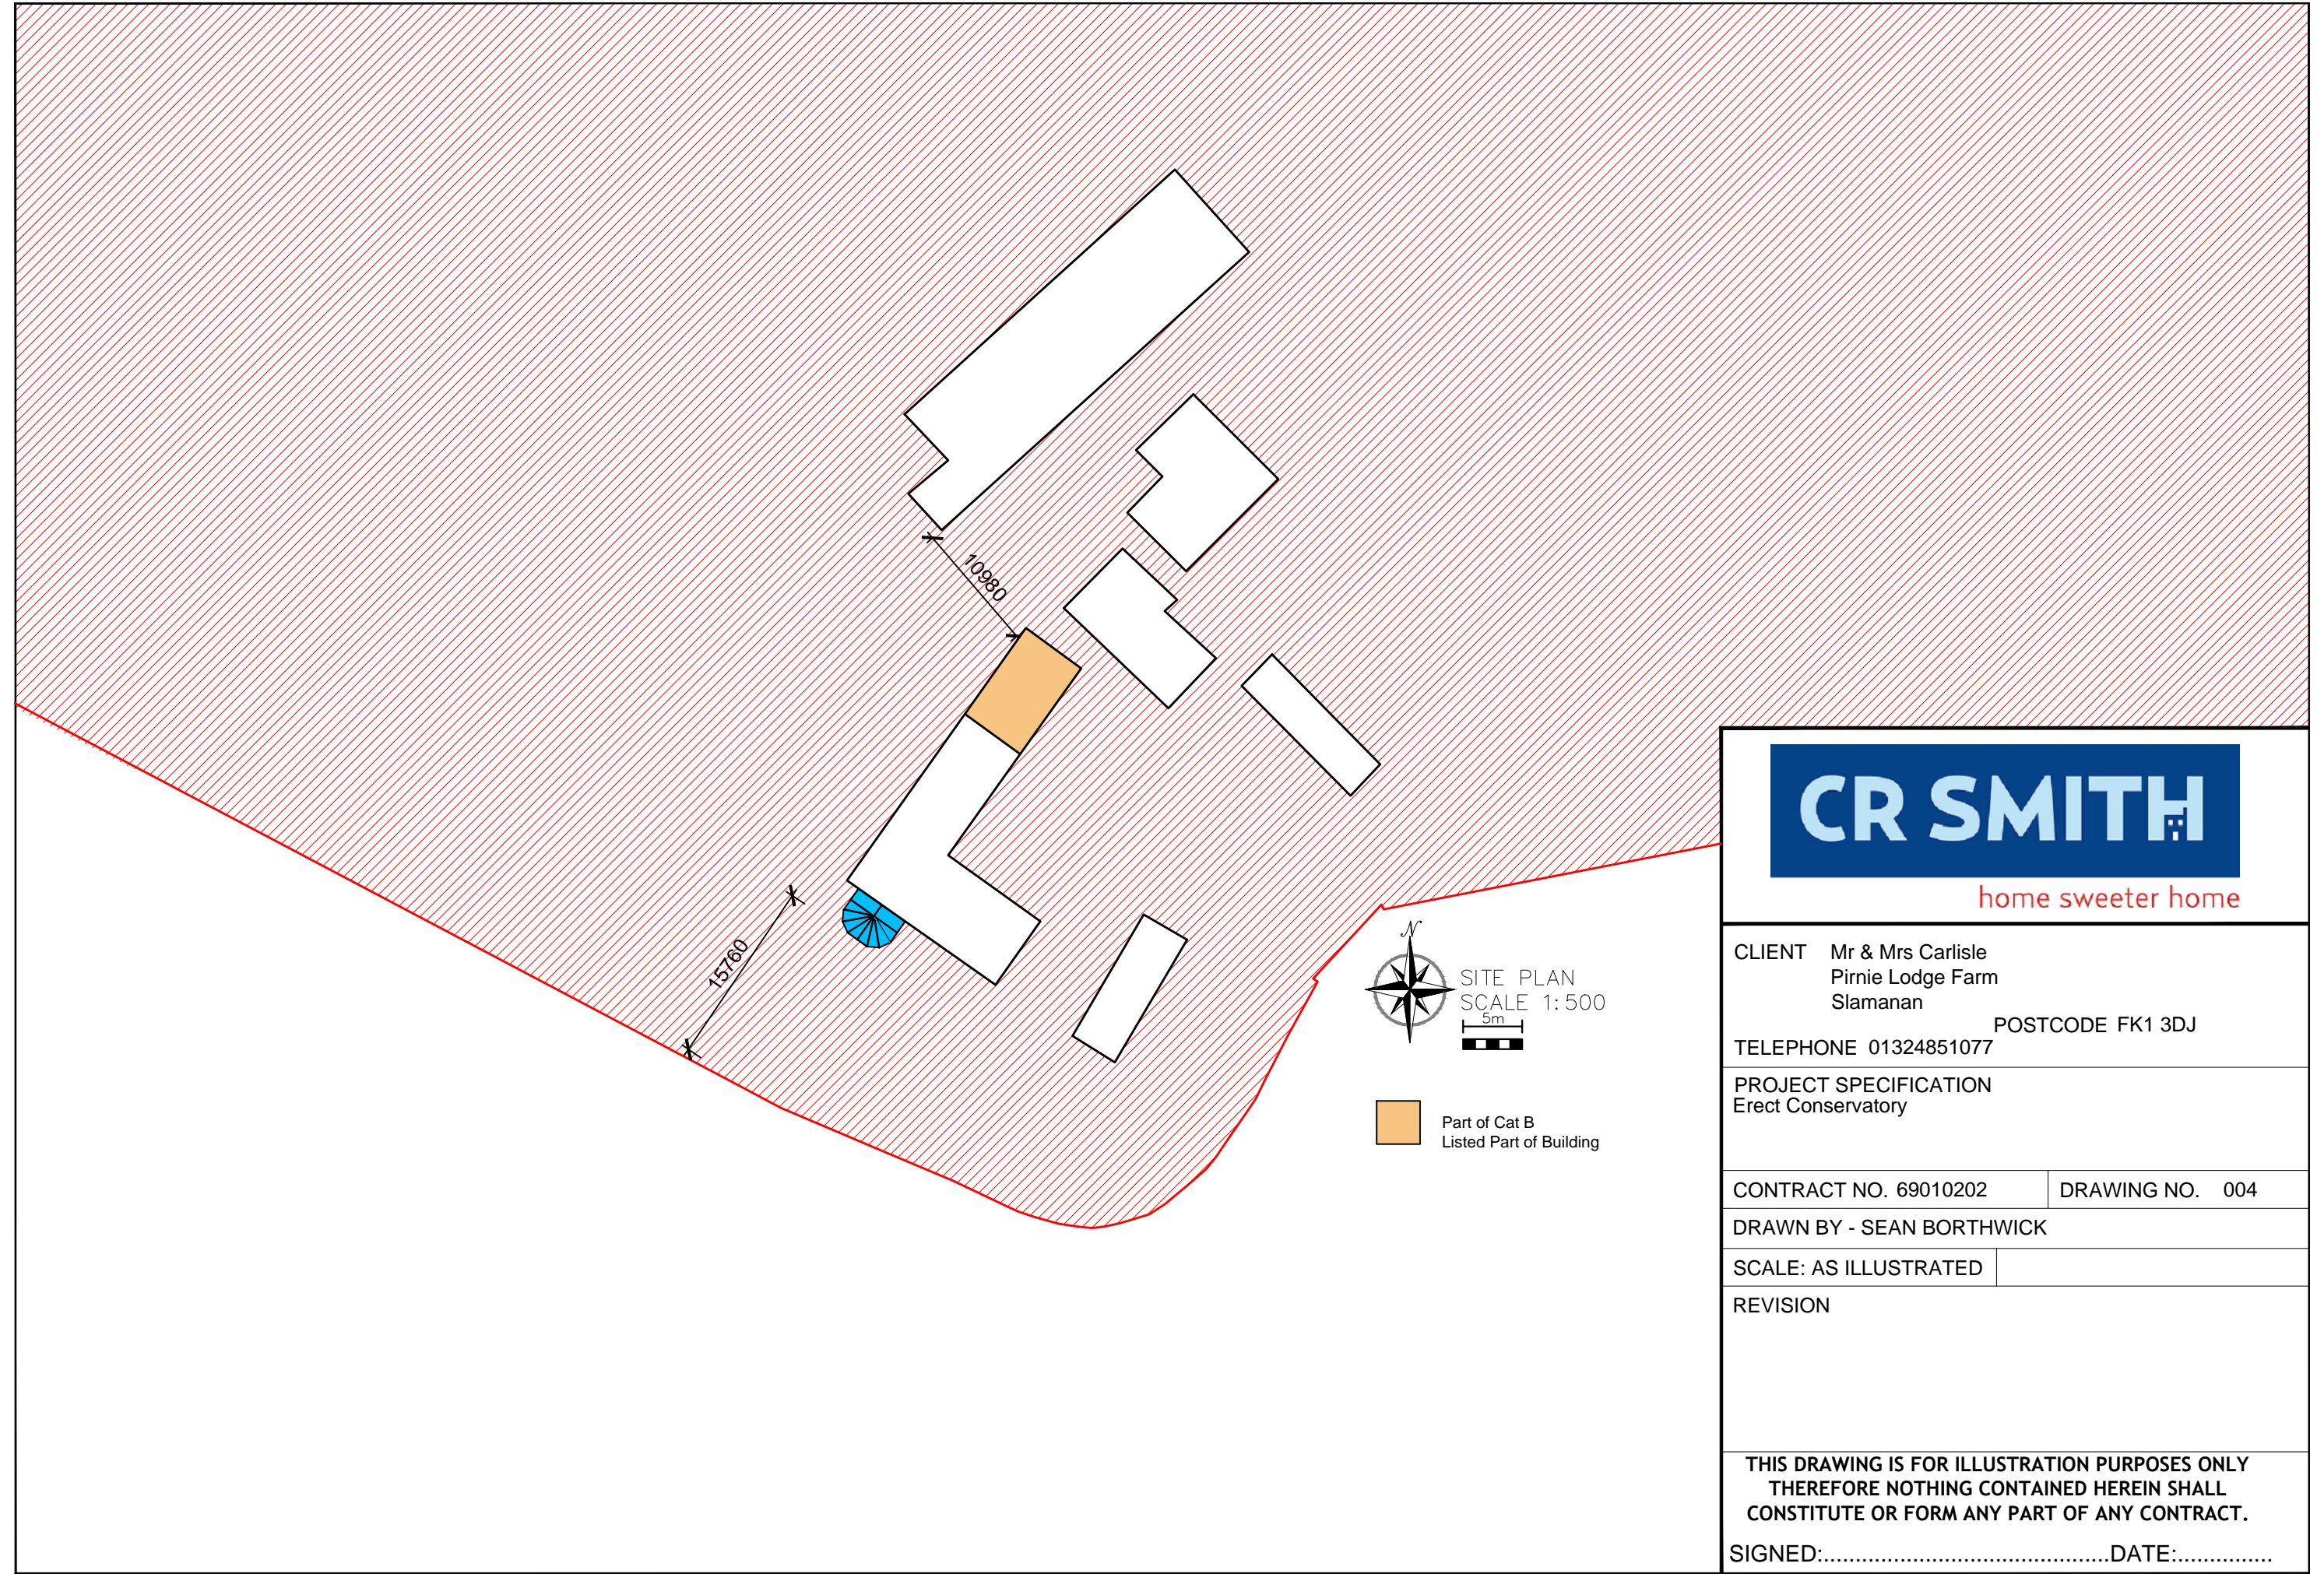 10980
15760
N
SITE PLAN
SCALE 1:500
5m
Part of Cat B
Listed Part of Building
CR SMITH
home sweeter home
CLIENT Mr & Mrs Carlisle
Pirnie Lodge Farm
Slamanan
POSTCODE FK1 3DJ
TELEPHONE 01324851077
PROJECT SPECIFICATION
Erect Conservatory
CONTRACT NO. 69010202 DRAWING NO. 004
DRAWN BY - SEAN BORTHWICK
SCALE: AS ILLUSTRATED
REVISION
THIS DRAWING IS FOR ILLUSTRATION PURPOSES ONLY
THEREFORE NOTHING CONTAINED HEREIN SHALL
CONSTITUTE OR FORM ANY PART OF ANY CONTRACT.
SIGNED:.............................................DATE:...............